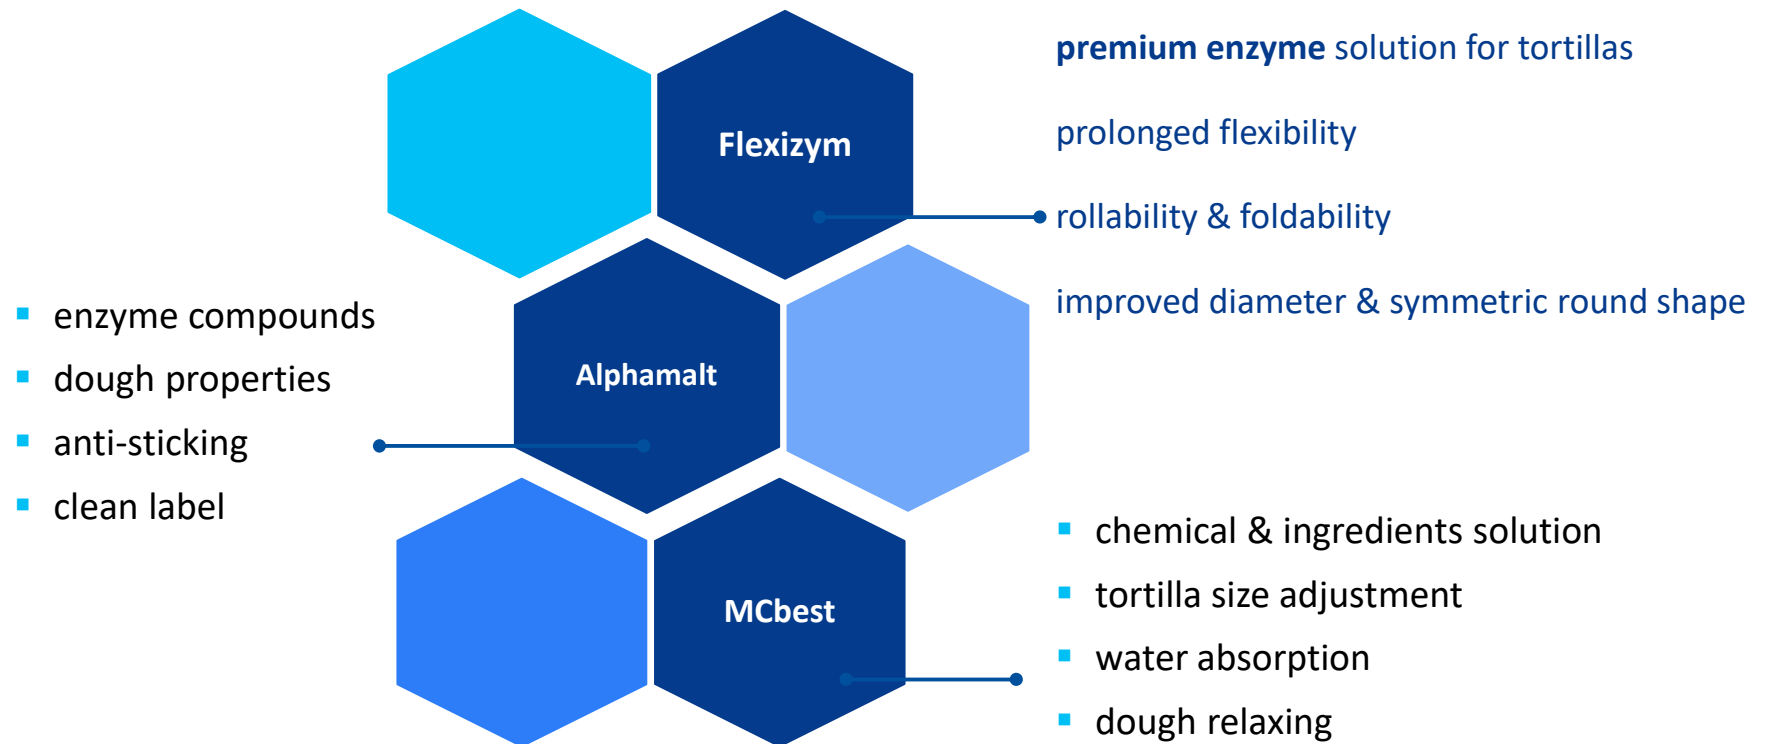 premium enzyme solution for tortillas
Flexizym
prolonged flexibility
rollability & foldability
improved diameter & symmetric round shape
▪ enzyme compounds
▪ dough properties
▪ anti-sticking
▪ clean label
Alphamalt
MCbest
▪ chemical & ingredients solution
▪ tortilla size adjustment
▪ water absorption
▪ dough relaxing